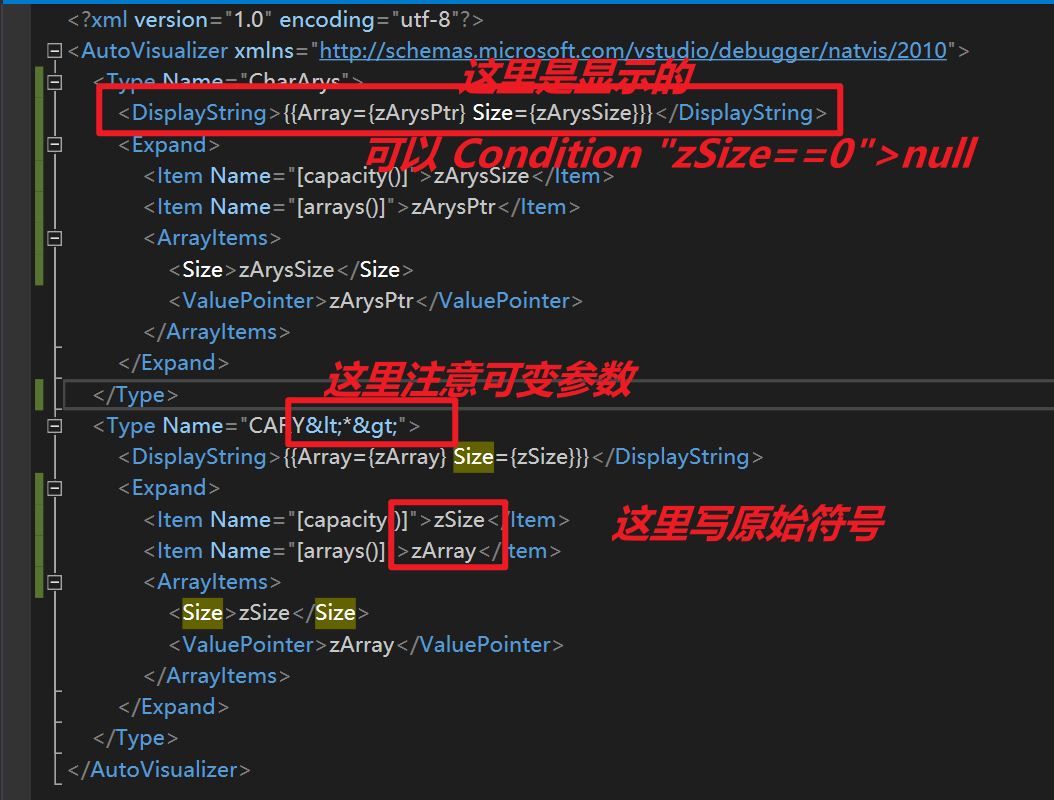 <?xml version="1.0" encoding="utf-8"?>
<AutoVisualizer xmlns="http://schemas.microsoft.com/vstudio/debugger/natvis/2010">
这里是显示的
<Type Name="CharArys">
<DisplayString>{{Array={zArysPtr} Size={zArysSize}}}</DisplayString>
<Expand>
可以 Condition "zSize==0">null
<Item Name="[capacity()]">zArysSize</Item>
<Item Name="[arrays()]">zArysPtr</Item>
<ArrayItems>
<Size>zArysSize</Size>
<ValuePointer>zArysPtr</ValuePointer>
</ArrayItems>
</Expand>
这里注意可变参数
</Type>
<Type Name="CARY&lt;*&gt;">
<DisplayString>{{Array={zArray} Size={zSize}}}</DisplayString>
<Expand>
<Item Name="[capacity()]">zSize</Item>
这里写原始符号
<Item Name="[arrays()]">zArray</Item>
<ArrayItems>
<Size>zSize</Size>
<ValuePointer>zArray</ValuePointer>
</ArrayItems>
</Expand>
</Type>
</AutoVisualizer>